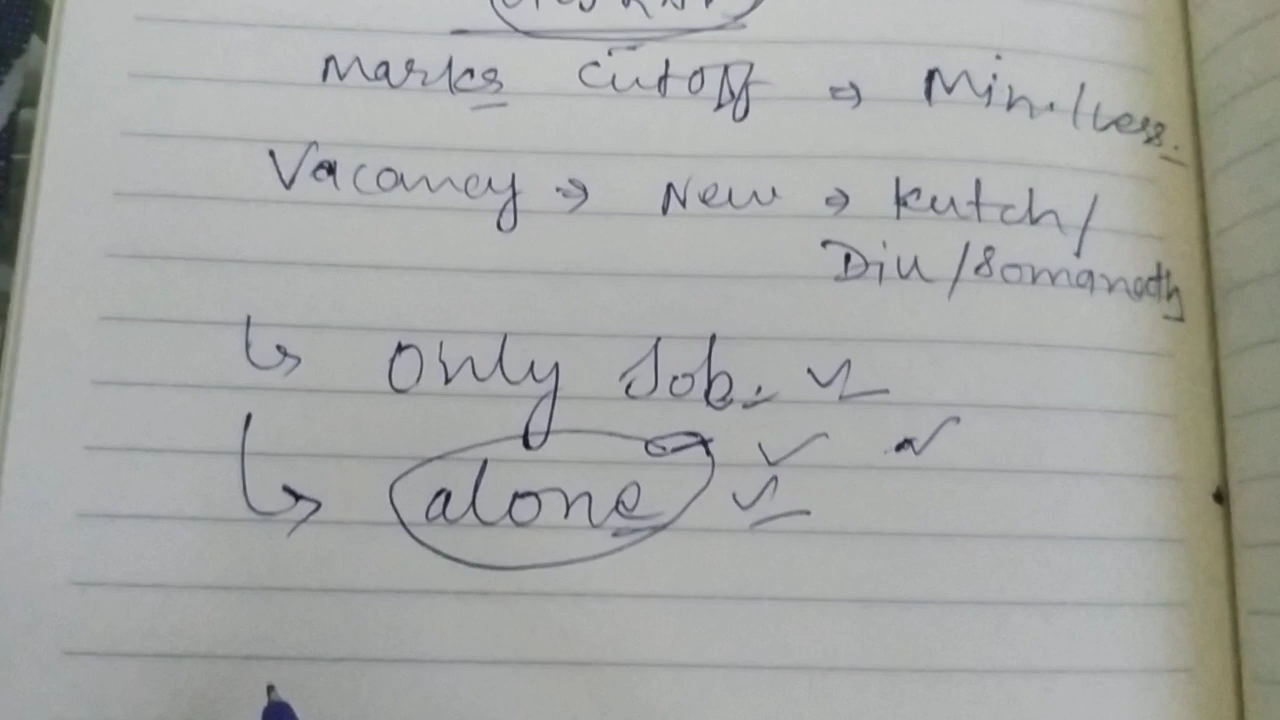 Marks cutoff → Min./Less.
Vacancy → New → Kutch/
Diu/Somanath
↳ Only Job.
↳ alone